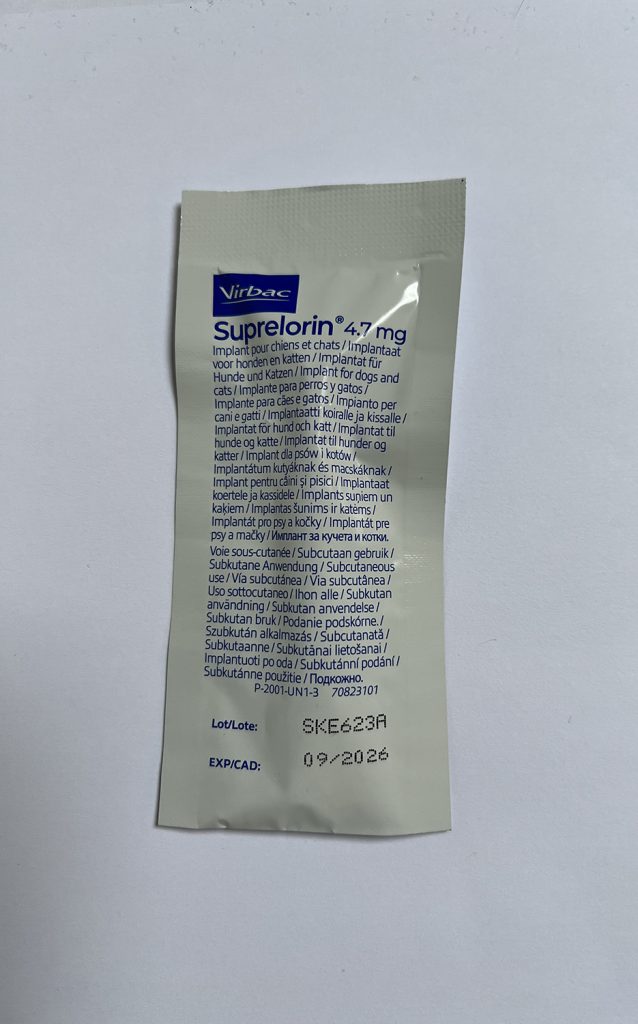 Virbac
Suprelorin® 4.7 mg
Implant pour chiens et chats / Implantaat
voor honden en katten / Implantat für
Hunde und Katzen / Implant for dogs and
cats / Implante para perros y gatos /
Implante para cães e gatos / Impianto per
cani e gatti / Implantaatti koiralle ja kissalle /
Implantat för hund och katt / Implantat til
hunde og katte / Implantat til hunder og
katter / Implant dla psów i kotów /
Implantátum kutyáknak és macskáknak /
Implant pentru câini și pisici / Implantaat
koertele ja kassidele / Implants suņiem un
kaķiem / Implantas šunims ir katėms /
Implantát pro psy a kočky / Implantát pre
psy a mačky / Имплант за кучета и котки.
Voie sous-cutanée / Subcutaan gebruik /
Subkutane Anwendung / Subcutaneous
use / Vía subcutánea / Via subcutânea /
Uso sottocutaneo / Ihon alle / Subkutan
användning / Subkutan anvendelse /
Subkutan bruk / Podanie podskórne. /
Szubkután alkalmazás / Subcutanată /
Subkutaanne / Subkutānai lietošanai /
Implantuoti po oda / Subkutánní podání /
Subkutánne použitie / Подкожно.
P-2001-UN1-3 70823101
Lot/Lote: SKE623A
EXP/CAD: 09/2026